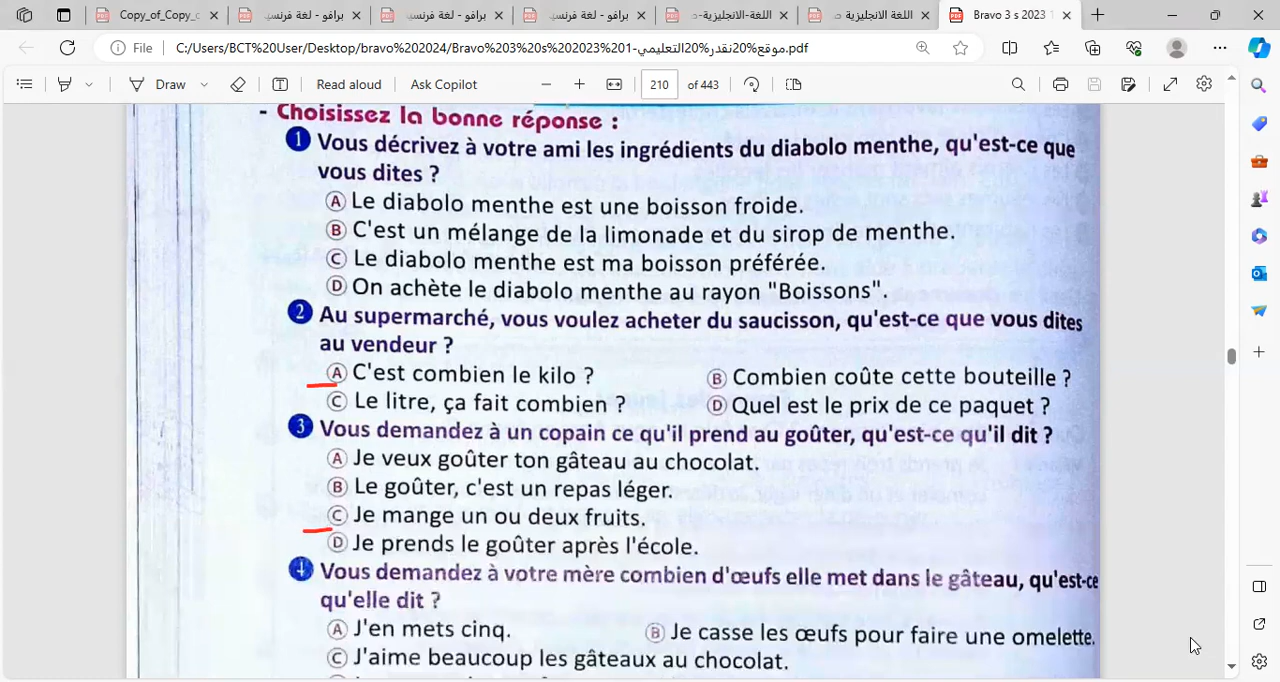 Copy_of_Copy_c
برافو - لغة فرنسي
برافو - لغة فرنسي
برافو - لغة فرنسي
اللغة-الانجليزية-ص
اللغة الانجليزية ص
Bravo 3 s 2023 1
File
C:/Users/BCT%20User/Desktop/bravo%202024/Bravo%203%20s%202023%201-موقع%20نقدر%20التعليمي.pdf
Draw
Read aloud
Ask Copilot
210
of 443
- Choisissez la bonne réponse :
1 Vous décrivez à votre ami les ingrédients du diabolo menthe, qu'est-ce que
vous dites ?
A Le diabolo menthe est une boisson froide.
B C'est un mélange de la limonade et du sirop de menthe.
C Le diabolo menthe est ma boisson préférée.
D On achète le diabolo menthe au rayon "Boissons".
2 Au supermarché, vous voulez acheter du saucisson, qu'est-ce que vous dites
au vendeur ?
A C'est combien le kilo ?
B Combien coûte cette bouteille ?
C Le litre, ça fait combien ?
D Quel est le prix de ce paquet ?
3 Vous demandez à un copain ce qu'il prend au goûter, qu'est-ce qu'il dit ?
A Je veux goûter ton gâteau au chocolat.
B Le goûter, c'est un repas léger.
C Je mange un ou deux fruits.
D Je prends le goûter après l'école.
4 Vous demandez à votre mère combien d'œufs elle met dans le gâteau, qu'est-ce
qu'elle dit ?
A J'en mets cinq.
B Je casse les œufs pour faire une omelette.
C J'aime beaucoup les gâteaux au chocolat.